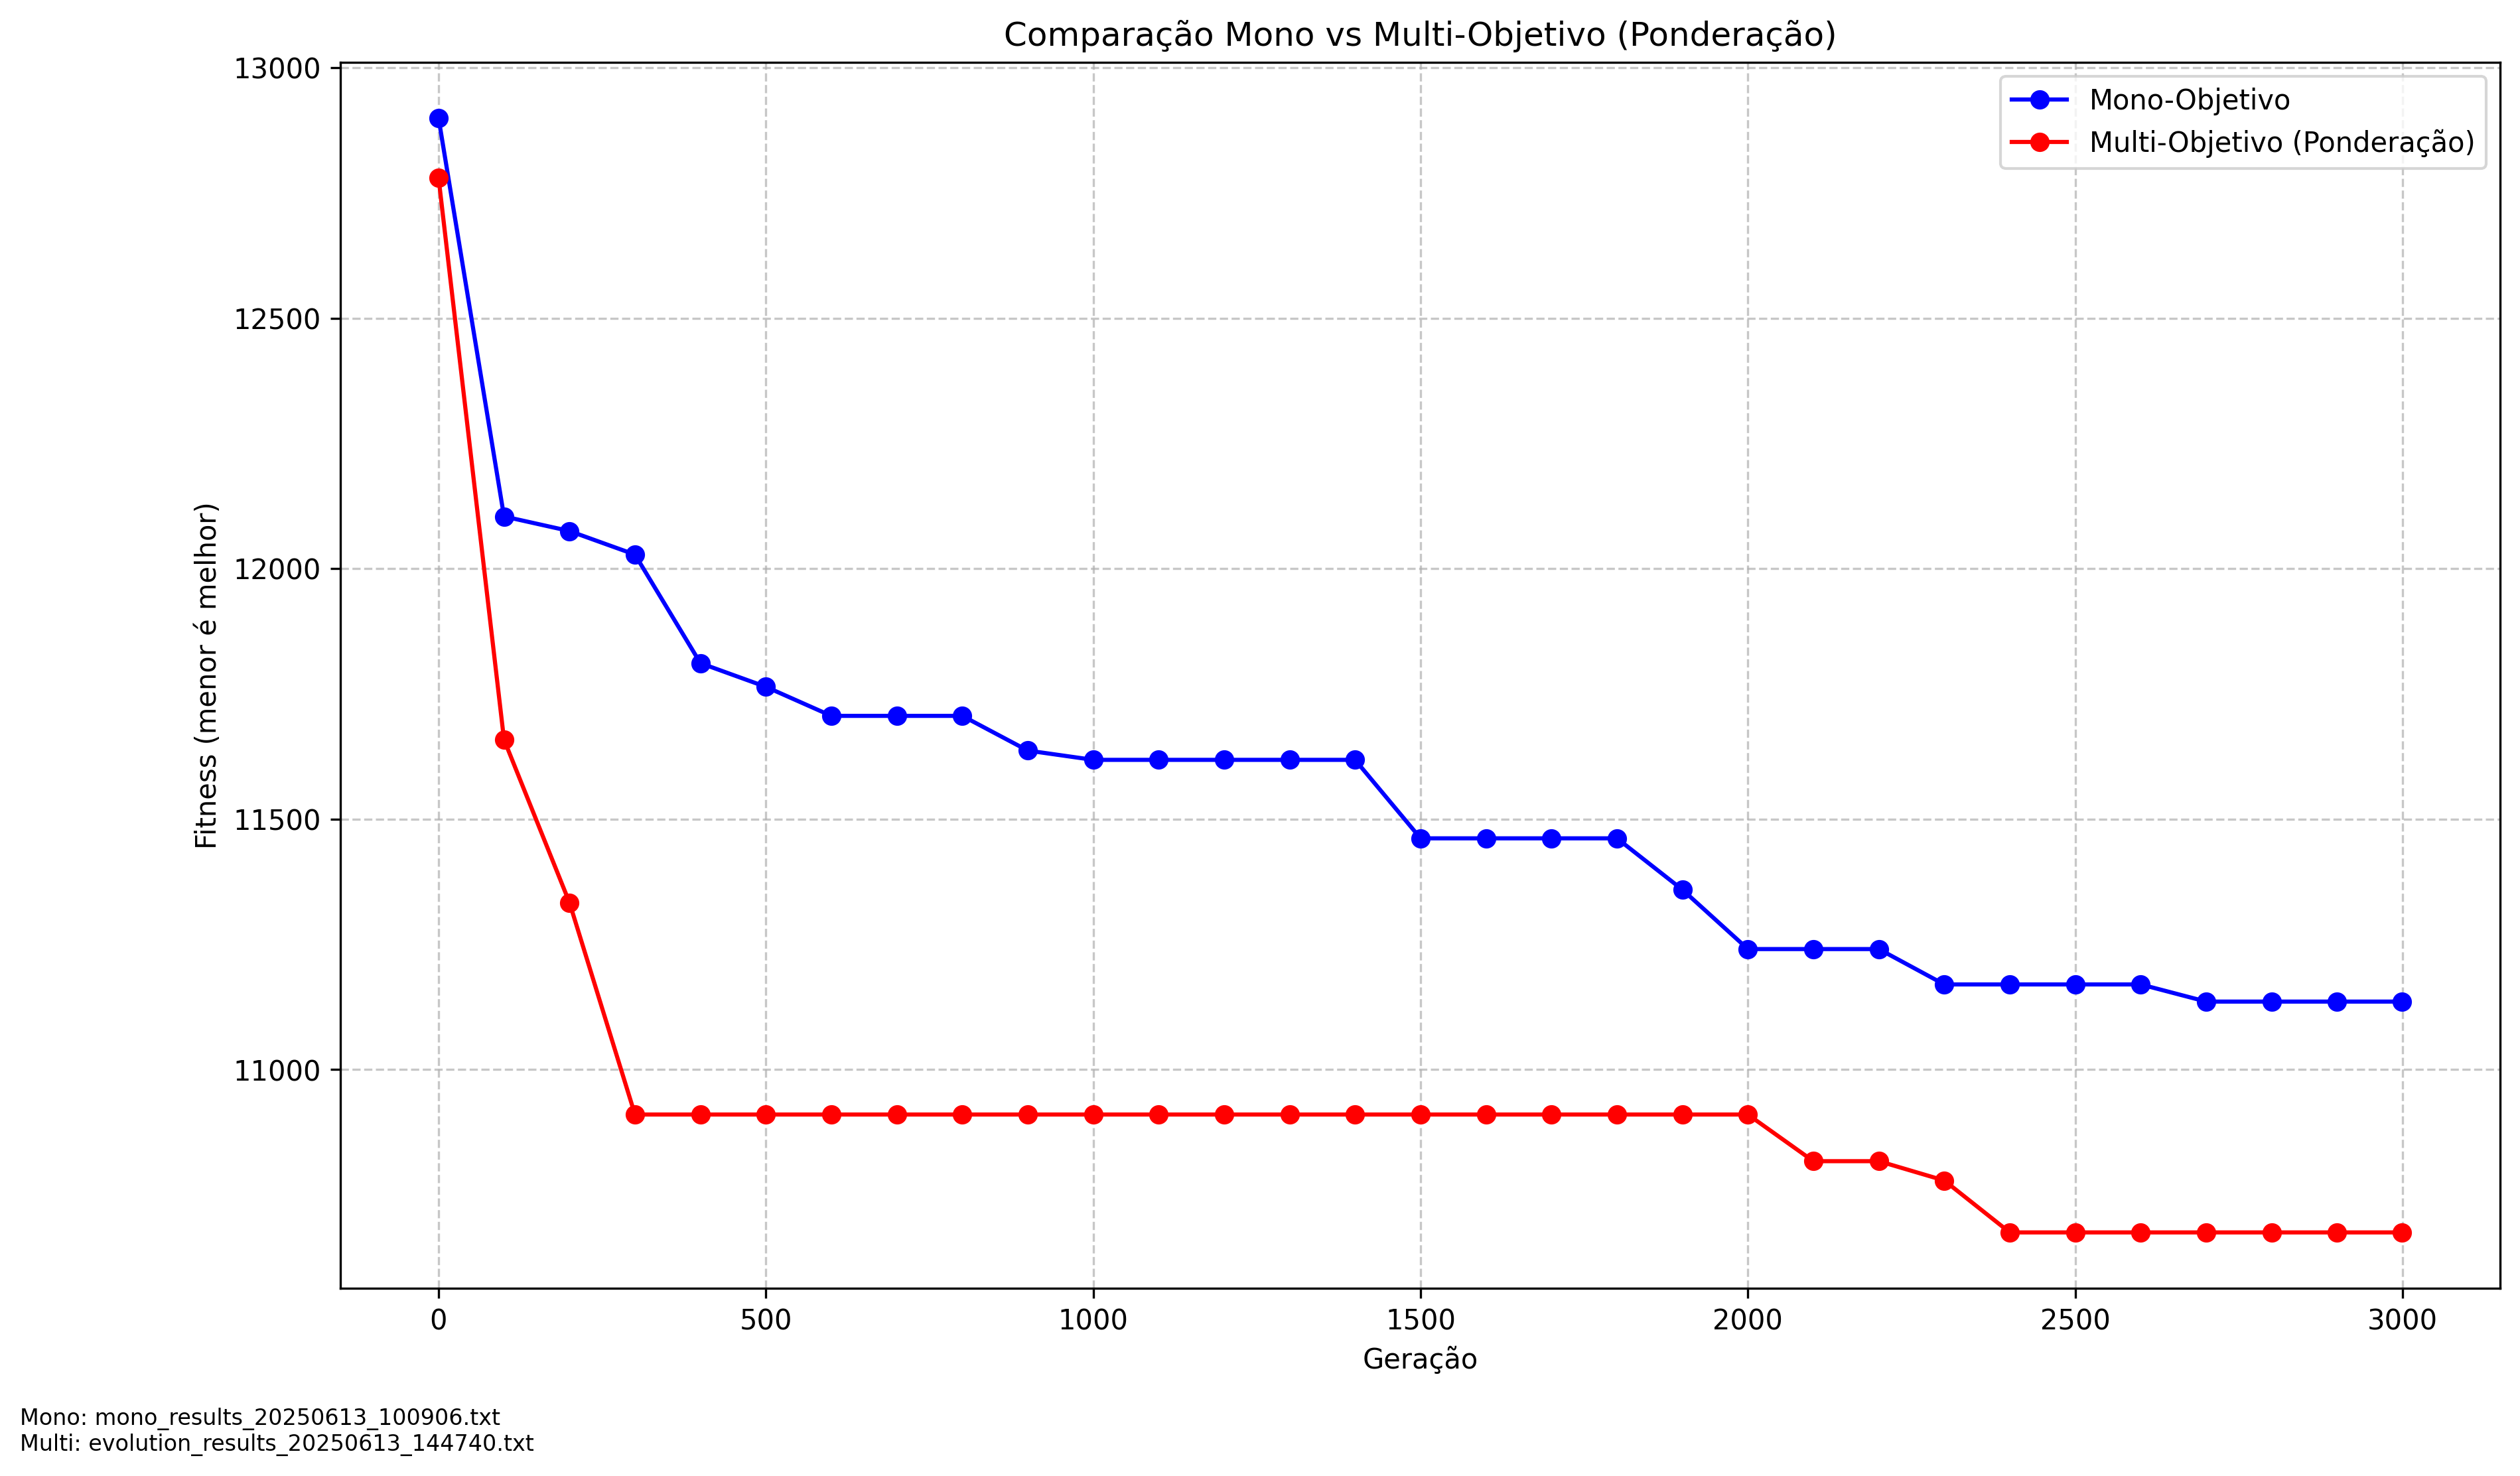 Comparação Mono vs Multi-Objetivo (Ponderação)
13000
12500
12000
11500
11000
Fitness (menor é melhor)
Mono-Objetivo
Multi-Objetivo (Ponderação)
0 500 1000 1500 2000 2500 3000
Geração
Mono: mono_results_20250613_100906.txt
Multi: evolution_results_20250613_144740.txt